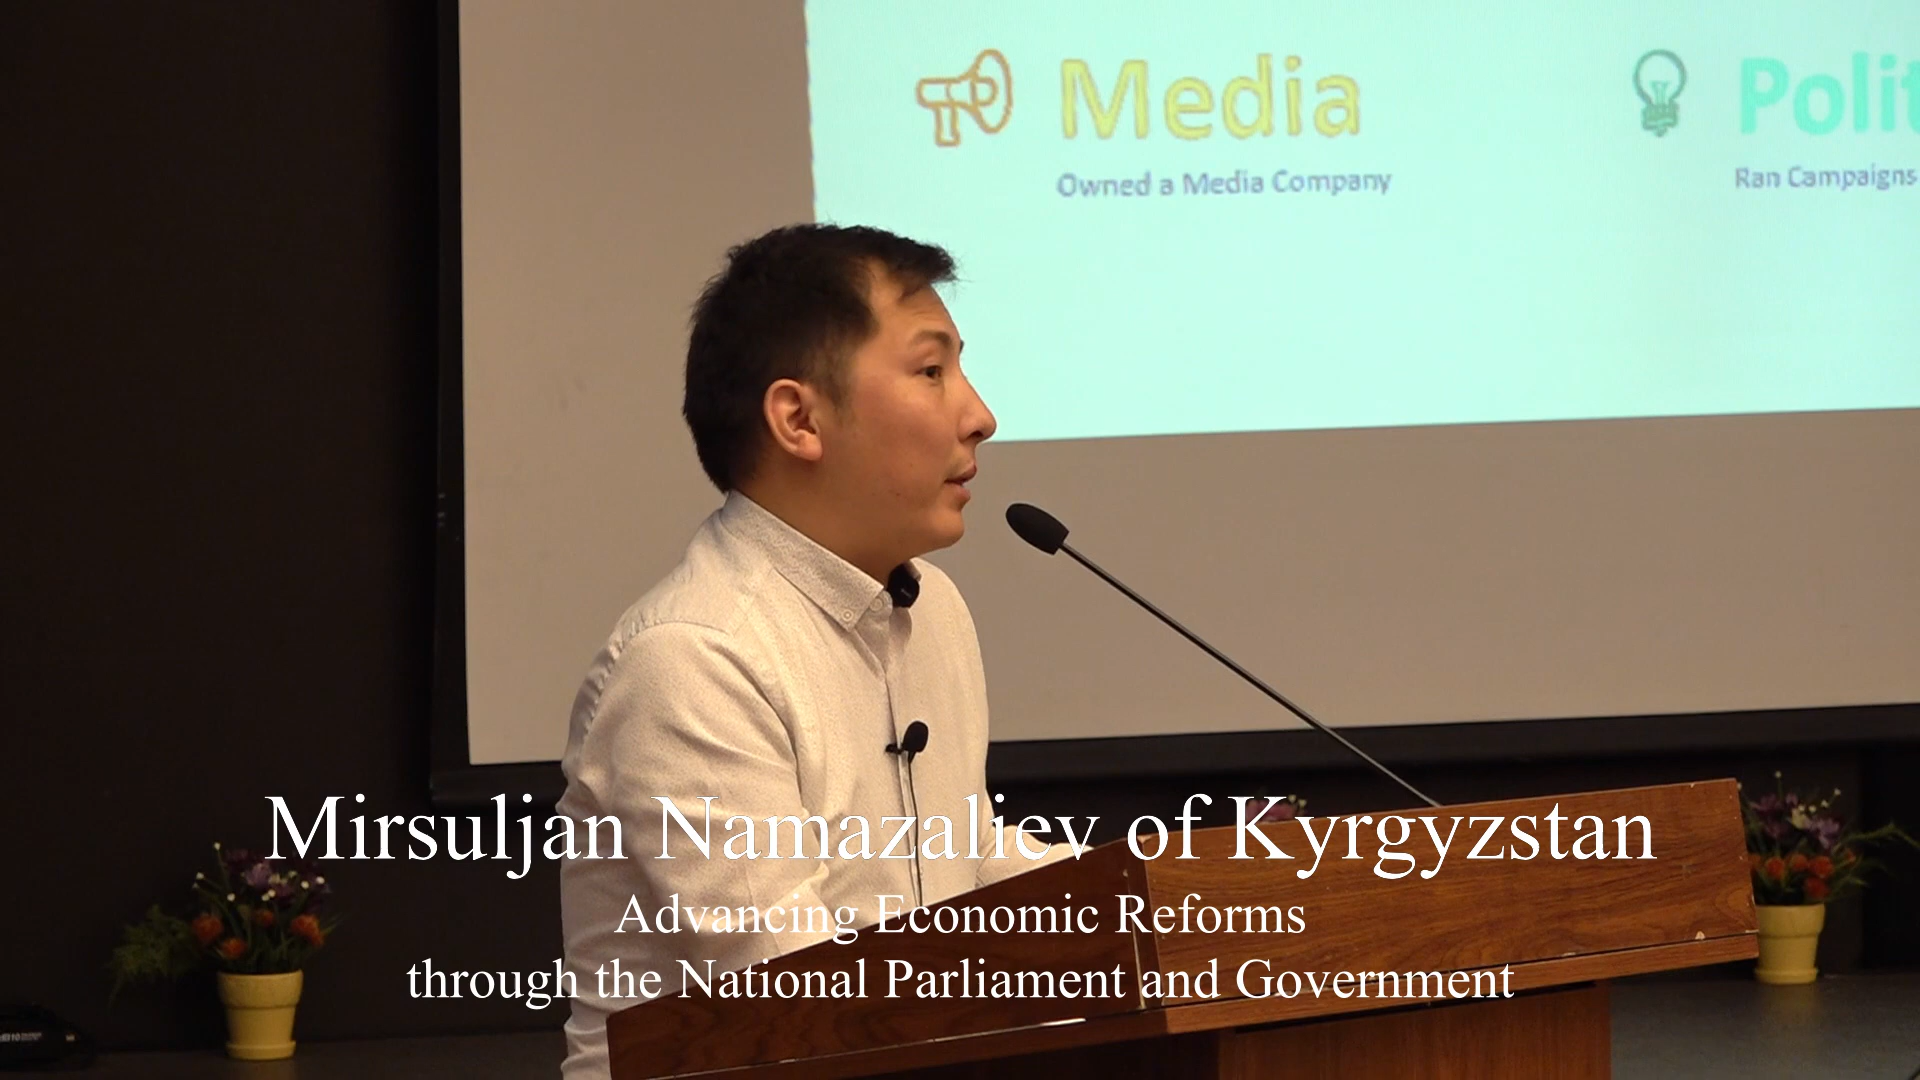 Media
Owned a Media Company
Polit
Ran Campaigns
Mirsuljan Namazaliev of Kyrgyzstan
Advancing Economic Reforms
through the National Parliament and Government